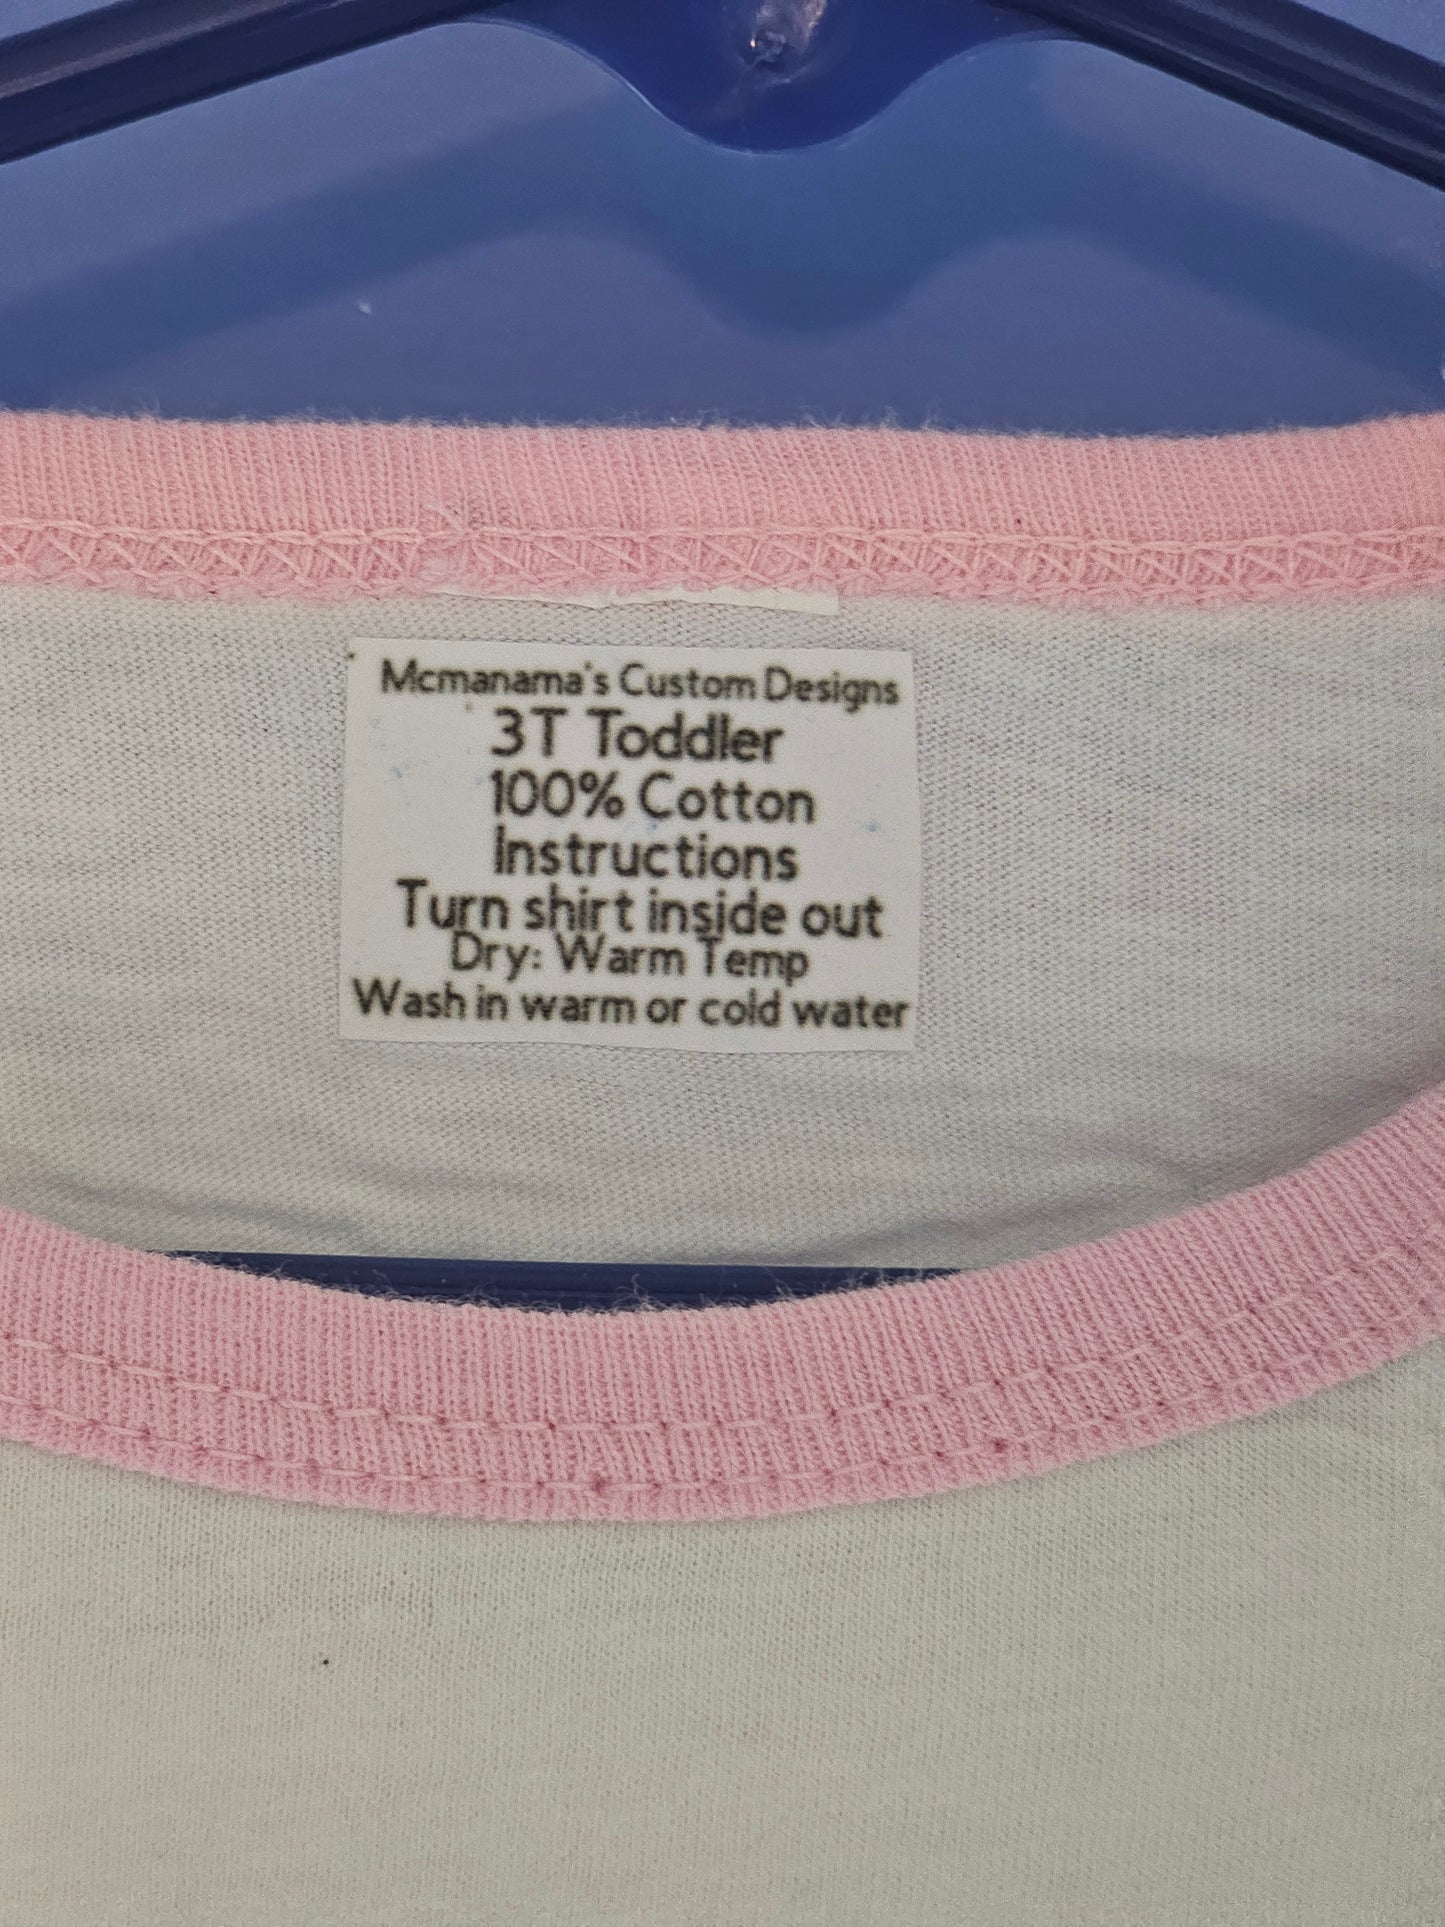 Mcmanama's Custom Designs
3T Toddler
100% Cotton
Instructions
Turn shirt inside out
Dry: Warm Temp
Wash in warm or cold water